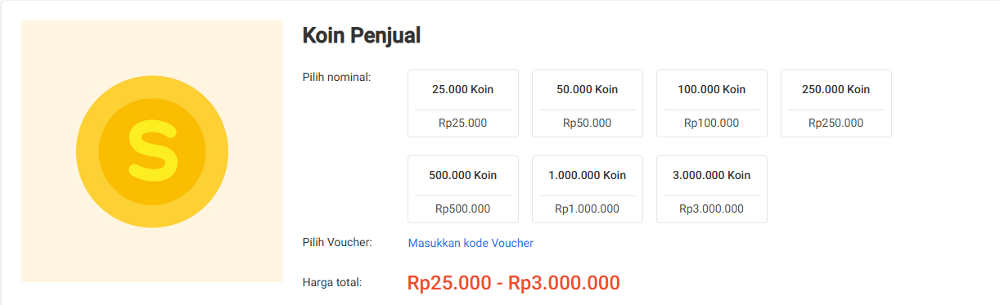 Koin Penjual
Pilih nominal:
25.000 Koin
Rp25.000
50.000 Koin
Rp50.000
100.000 Koin
Rp100.000
250.000 Koin
Rp250.000
500.000 Koin
Rp500.000
1.000.000 Koin
Rp1.000.000
3.000.000 Koin
Rp3.000.000
Pilih Voucher:
Masukkan kode Voucher
Harga total:
Rp25.000 - Rp3.000.000
S